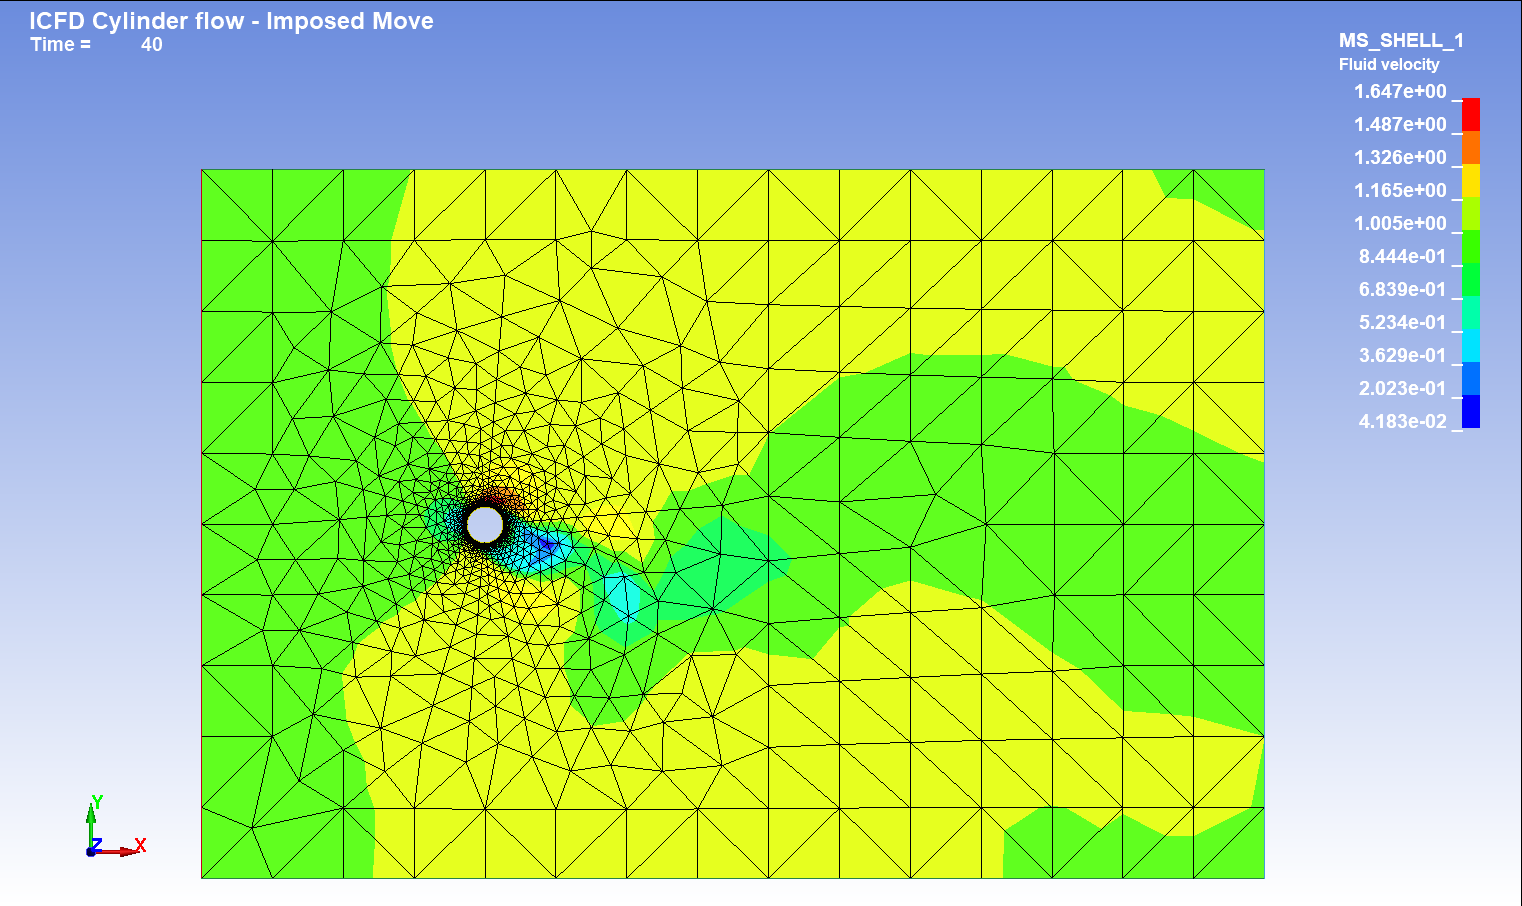 ICFD Cylinder flow - Imposed Move
Time = 40
MS_SHELL_1
Fluid velocity
1.647e+00
1.487e+00
1.326e+00
1.165e+00
1.005e+00
8.444e-01
6.839e-01
5.234e-01
3.629e-01
2.023e-01
4.183e-02
Y
Z
X